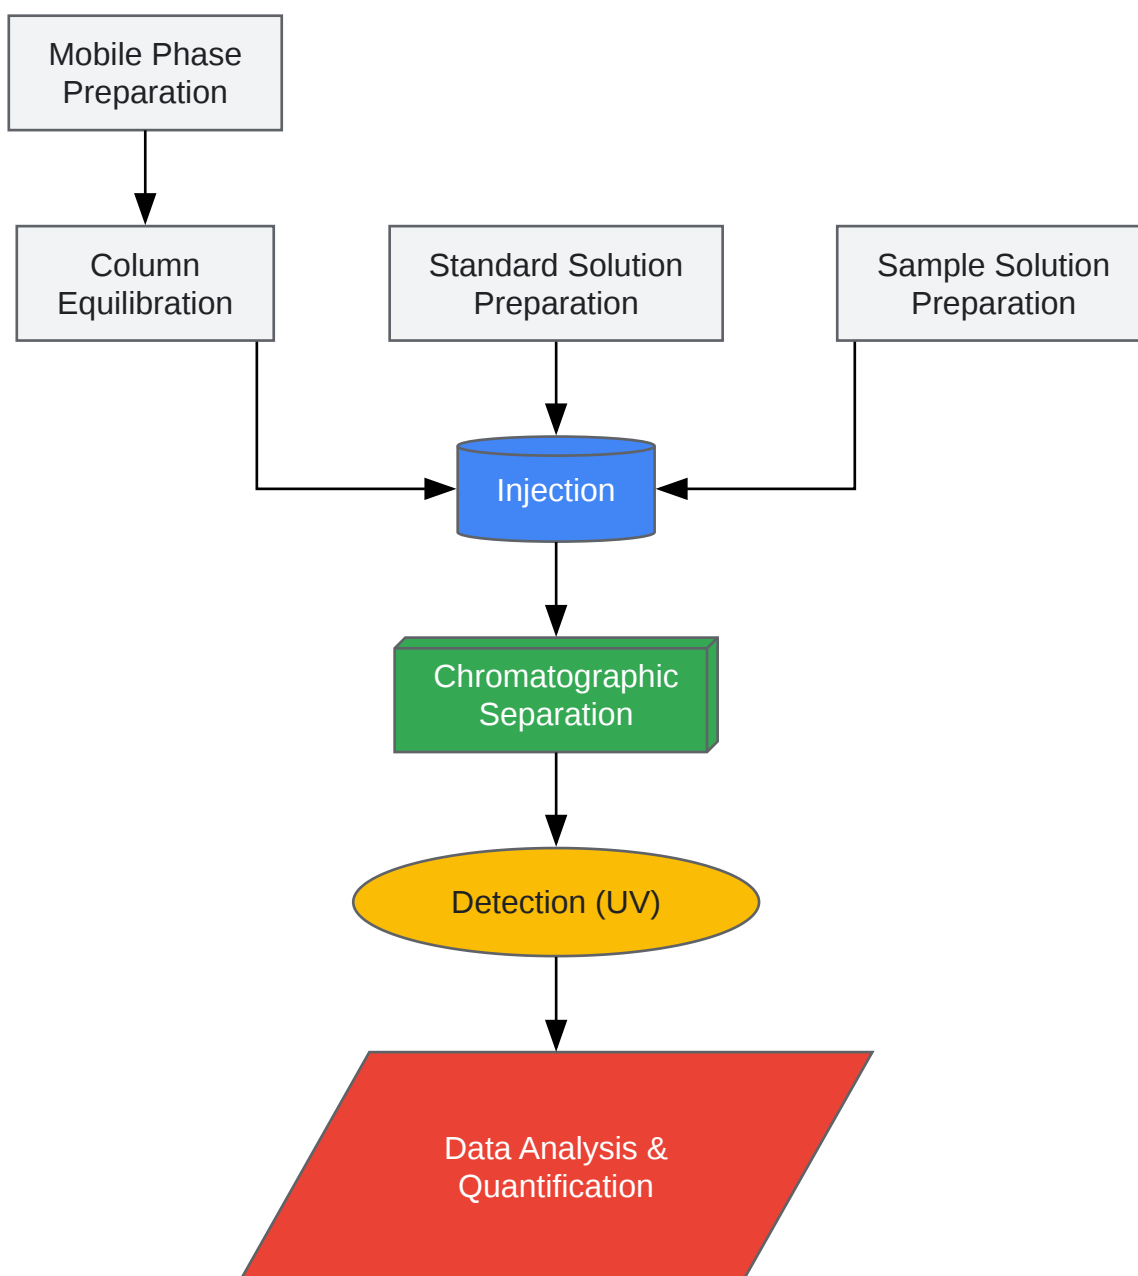 Mobile Phase
Preparation
Column
Equilibration
Standard Solution
Preparation
Sample Solution
Preparation
Injection
Chromatographic
Separation
Detection (UV)
Data Analysis &
Quantification